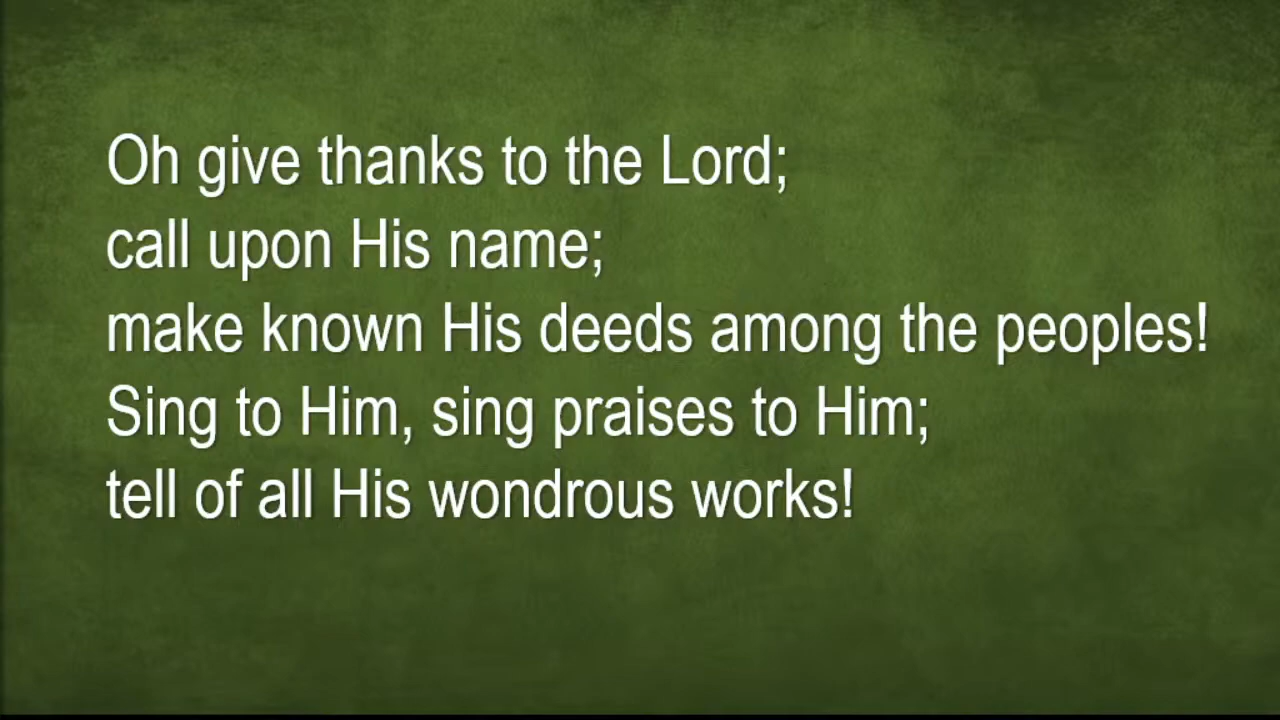 Oh give thanks to the Lord;
call upon His name;
make known His deeds among the peoples!
Sing to Him, sing praises to Him;
tell of all His wondrous works!